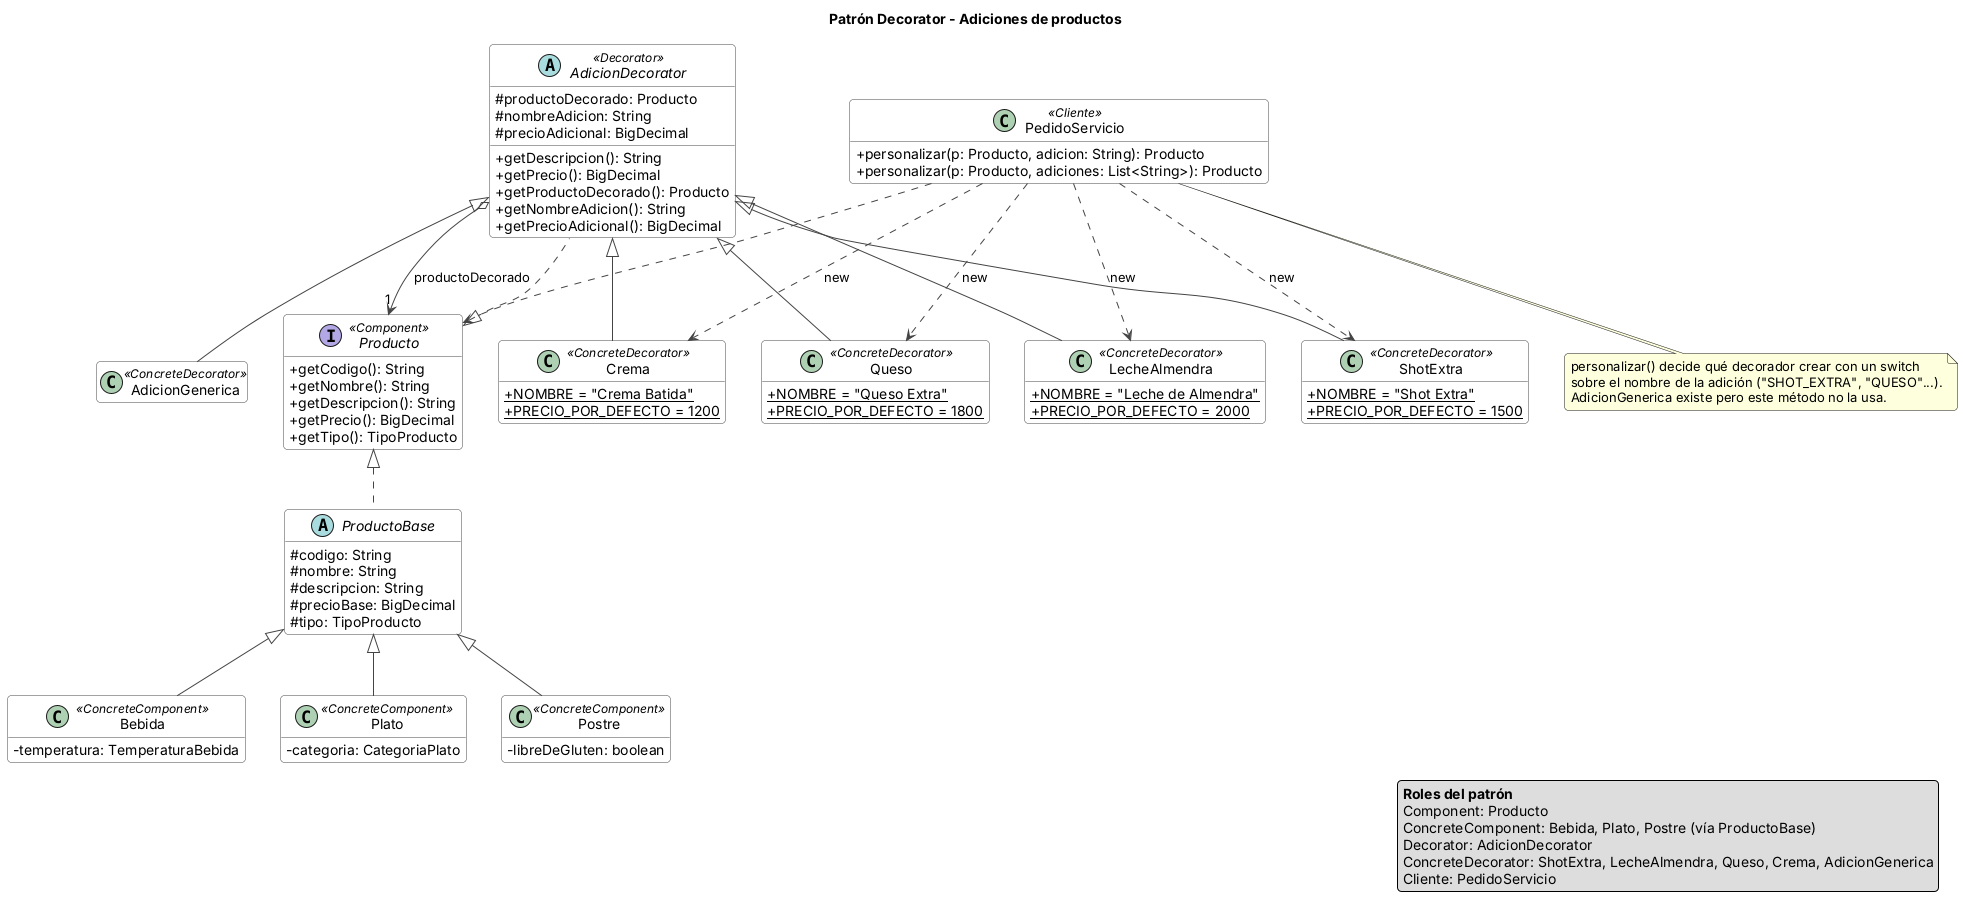 Patrón Decorator - Adiciones de productos
«Decorator»
A
AdicionDecorator
#productoDecorado: Producto
#nombreAdicion: String
#precioAdicional: BigDecimal
+getDescripcion(): String
+getPrecio(): BigDecimal
+getProductoDecorado(): Producto
+getNombreAdicion(): String
+getPrecioAdicional(): BigDecimal
«Cliente»
C
PedidoServicio
+personalizar(p: Producto, adicion: String): Producto
+personalizar(p: Producto, adiciones: List<String>): Producto
productoDecorado
new
new
new
new
1
«ConcreteDecorator»
C
AdicionGenerica
«Component»
I
Producto
+getCodigo(): String
+getNombre(): String
+getDescripcion(): String
+getPrecio(): BigDecimal
+getTipo(): TipoProducto
«ConcreteDecorator»
C
Crema
+NOMBRE = "Crema Batida"
+PRECIO_POR_DEFECTO = 1200
«ConcreteDecorator»
C
Queso
+NOMBRE = "Queso Extra"
+PRECIO_POR_DEFECTO = 1800
«ConcreteDecorator»
C
LecheAlmendra
+NOMBRE = "Leche de Almendra"
+PRECIO_POR_DEFECTO = 2000
«ConcreteDecorator»
C
ShotExtra
+NOMBRE = "Shot Extra"
+PRECIO_POR_DEFECTO = 1500
personalizar() decide qué decorador crear con un switch
sobre el nombre de la adición ("SHOT_EXTRA", "QUESO"...).
AdicionGenerica existe pero este método no la usa.
A
ProductoBase
#codigo: String
#nombre: String
#descripcion: String
#precioBase: BigDecimal
#tipo: TipoProducto
«ConcreteComponent»
C
Bebida
-temperatura: TemperaturaBebida
«ConcreteComponent»
C
Plato
-categoria: CategoriaPlato
«ConcreteComponent»
C
Postre
-libreDeGluten: boolean
Roles del patrón
Component: Producto
ConcreteComponent: Bebida, Plato, Postre (vía ProductoBase)
Decorator: AdicionDecorator
ConcreteDecorator: ShotExtra, LecheAlmendra, Queso, Crema, AdicionGenerica
Cliente: PedidoServicio